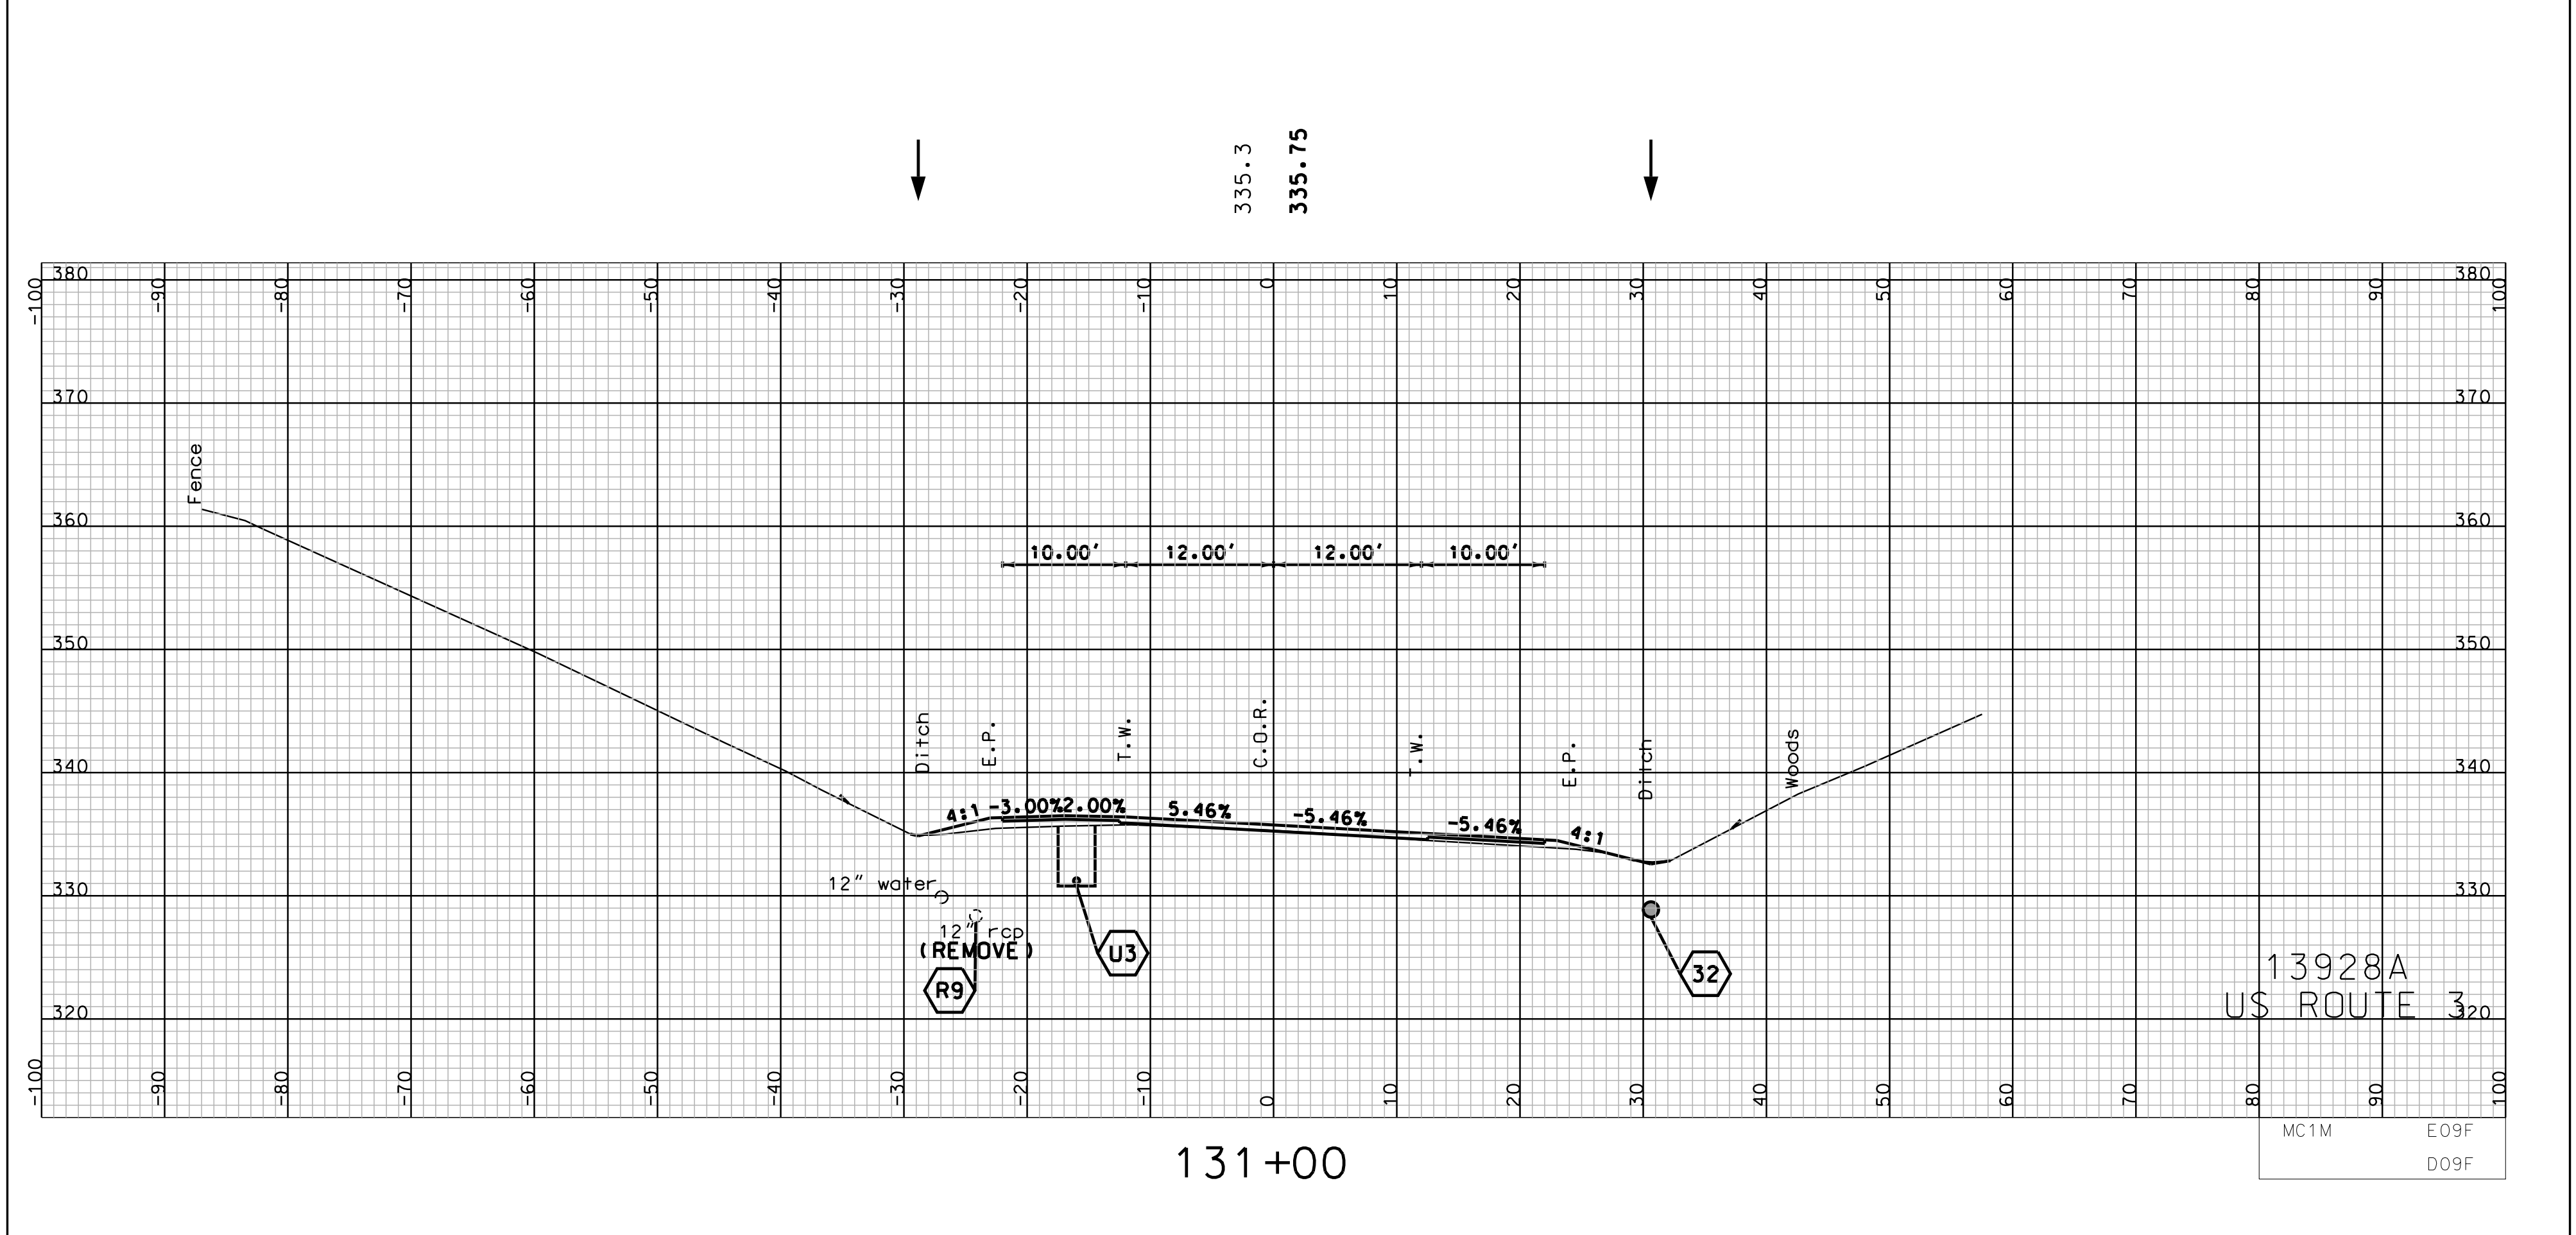 335.3
335.75
380 380
-100 -90 -80 -70 -60 -50 -40 -30 -20 -10 0 10 20 30 40 50 60 70 80 90 100
370 370
Fence
360 360
10.00' 12.00' 12.00' 10.00'
350 350
Ditch E.P. T.W. C.O.R. T.W. E.P. Ditch Woods
340 340
4:1 -3.00% 2.00% 5.46% -5.46% -5.46% 4:1
12" water
330 330
12" rcp
(REMOVE)
U3
R9
32
13928A
US ROUTE 3
320 320
-100 -90 -80 -70 -60 -50 -40 -30 -20 -10 0 10 20 30 40 50 60 70 80 90 100
131+00
MC1M E09F
D09F